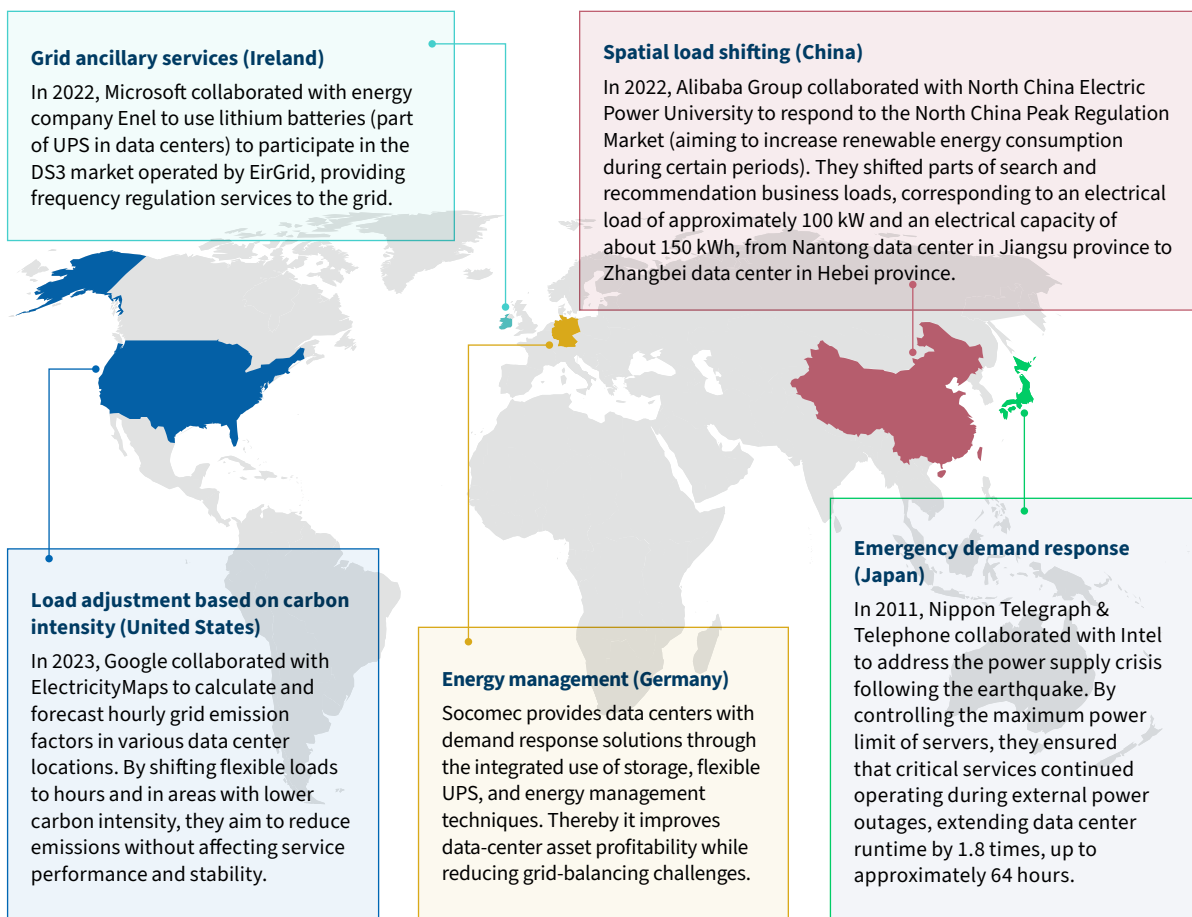 Grid ancillary services (Ireland)
In 2022, Microsoft collaborated with energy
company Enel to use lithium batteries (part
of UPS in data centers) to participate in the
DS3 market operated by EirGrid, providing
frequency regulation services to the grid.
Spatial load shifting (China)
In 2022, Alibaba Group collaborated with North China Electric
Power University to respond to the North China Peak Regulation
Market (aiming to increase renewable energy consumption
during certain periods). They shifted parts of search and
recommendation business loads, corresponding to an electrical
load of approximately 100 kW and an electrical capacity of
about 150 kWh, from Nantong data center in Jiangsu province to
Zhangbei data center in Hebei province.
Load adjustment based on carbon
intensity (United States)
In 2023, Google collaborated with
ElectricityMaps to calculate and
forecast hourly grid emission
factors in various data center
locations. By shifting flexible loads
to hours and in areas with lower
carbon intensity, they aim to reduce
emissions without affecting service
performance and stability.
Energy management (Germany)
Socomec provides data centers with
demand response solutions through
the integrated use of storage, flexible
UPS, and energy management
techniques. Thereby it improves
data-center asset profitability while
reducing grid-balancing challenges.
Emergency demand response
(Japan)
In 2011, Nippon Telegraph &
Telephone collaborated with Intel
to address the power supply crisis
following the earthquake. By
controlling the maximum power
limit of servers, they ensured
that critical services continued
operating during external power
outages, extending data center
runtime by 1.8 times, up to
approximately 64 hours.